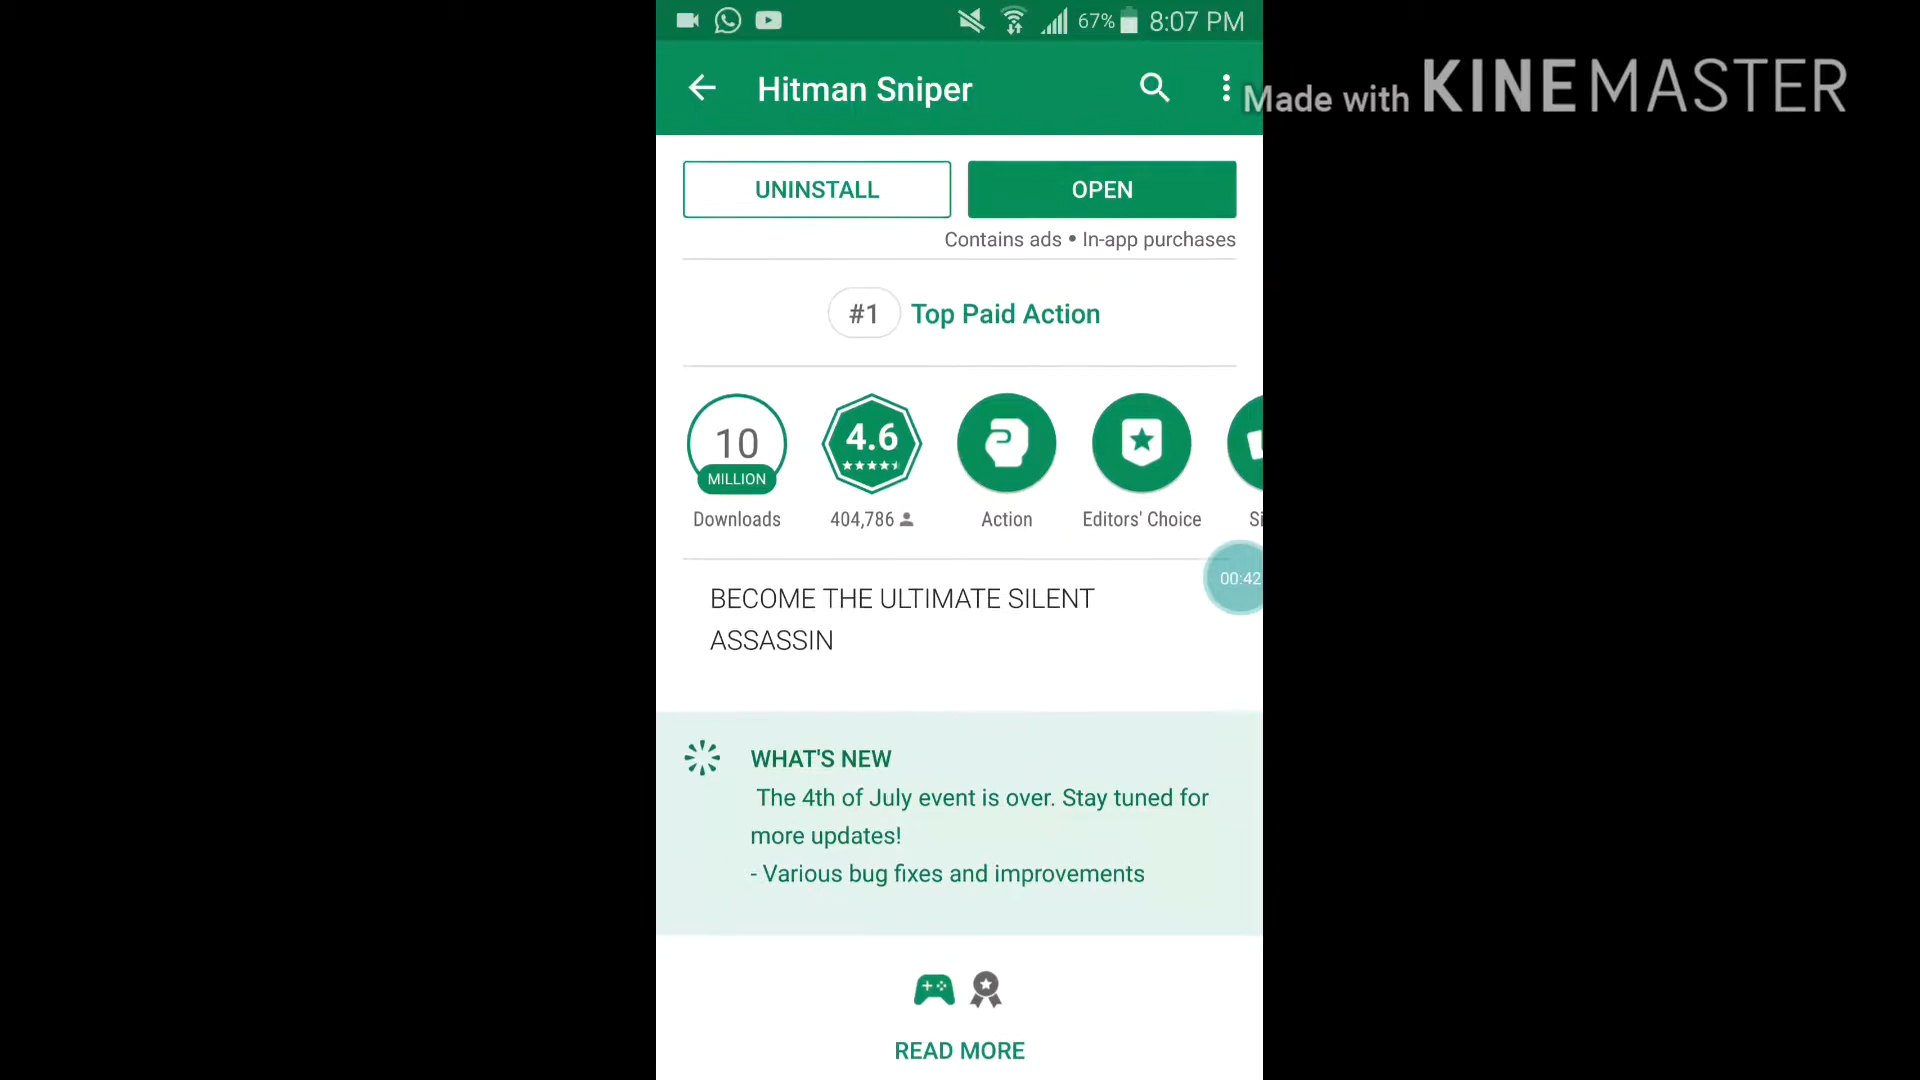 67% 8:07 PM
Hitman Sniper
Made with KINEMASTER
UNINSTALL
OPEN
Contains ads • In-app purchases
#1 Top Paid Action
10
MILLION
Downloads
4.6
404,786
Action
Editors' Choice
Si
00:42
BECOME THE ULTIMATE SILENT
ASSASSIN
WHAT'S NEW
The 4th of July event is over. Stay tuned for
more updates!
- Various bug fixes and improvements
READ MORE